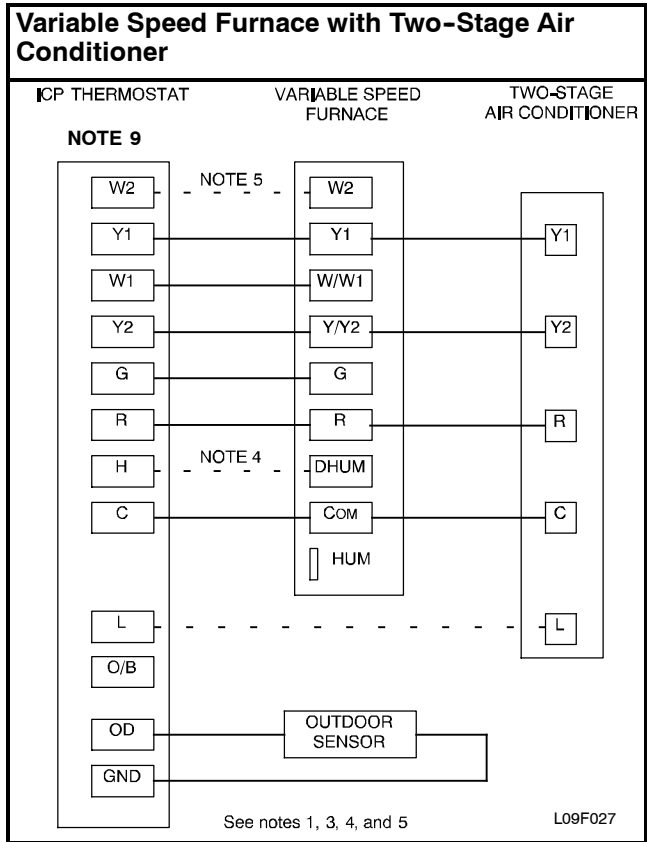 Variable Speed Furnace with Two-Stage Air
Conditioner
ICP THERMOSTAT VARIABLE SPEED TWO-STAGE
FURNACE AIR CONDITIONER
NOTE 9
W2 NOTE 5 W2
Y1 Y1 Y1
W1 W/W1
Y2 Y/Y2 Y2
G G
R R R
H NOTE 4 DHUM
C COM C
HUM
L L
O/B
OD OUTDOOR
SENSOR
GND
See notes 1, 3, 4, and 5 L09F027